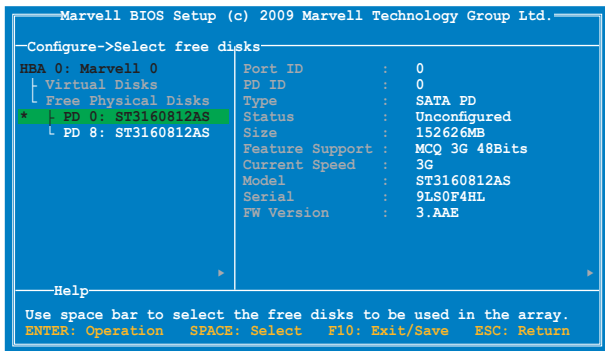 Marvell BIOS Setup (c) 2009 Marvell Technology Group Ltd.
Configure->Select free disks
HBA 0: Marvell 0
Virtual Disks
Free Physical Disks
* PD 0: ST3160812AS
PD 8: ST3160812AS
Port ID : 0
PD ID : 0
Type : SATA PD
Status : Unconfigured
Size : 152626MB
Feature Support : MCQ 3G 48Bits
Current Speed : 3G
Model : ST3160812AS
Serial : 9LS0F4HL
FW Version : 3.AAE
Help
Use space bar to select the free disks to be used in the array.
ENTER: Operation SPACE: Select F10: Exit/Save ESC: Return